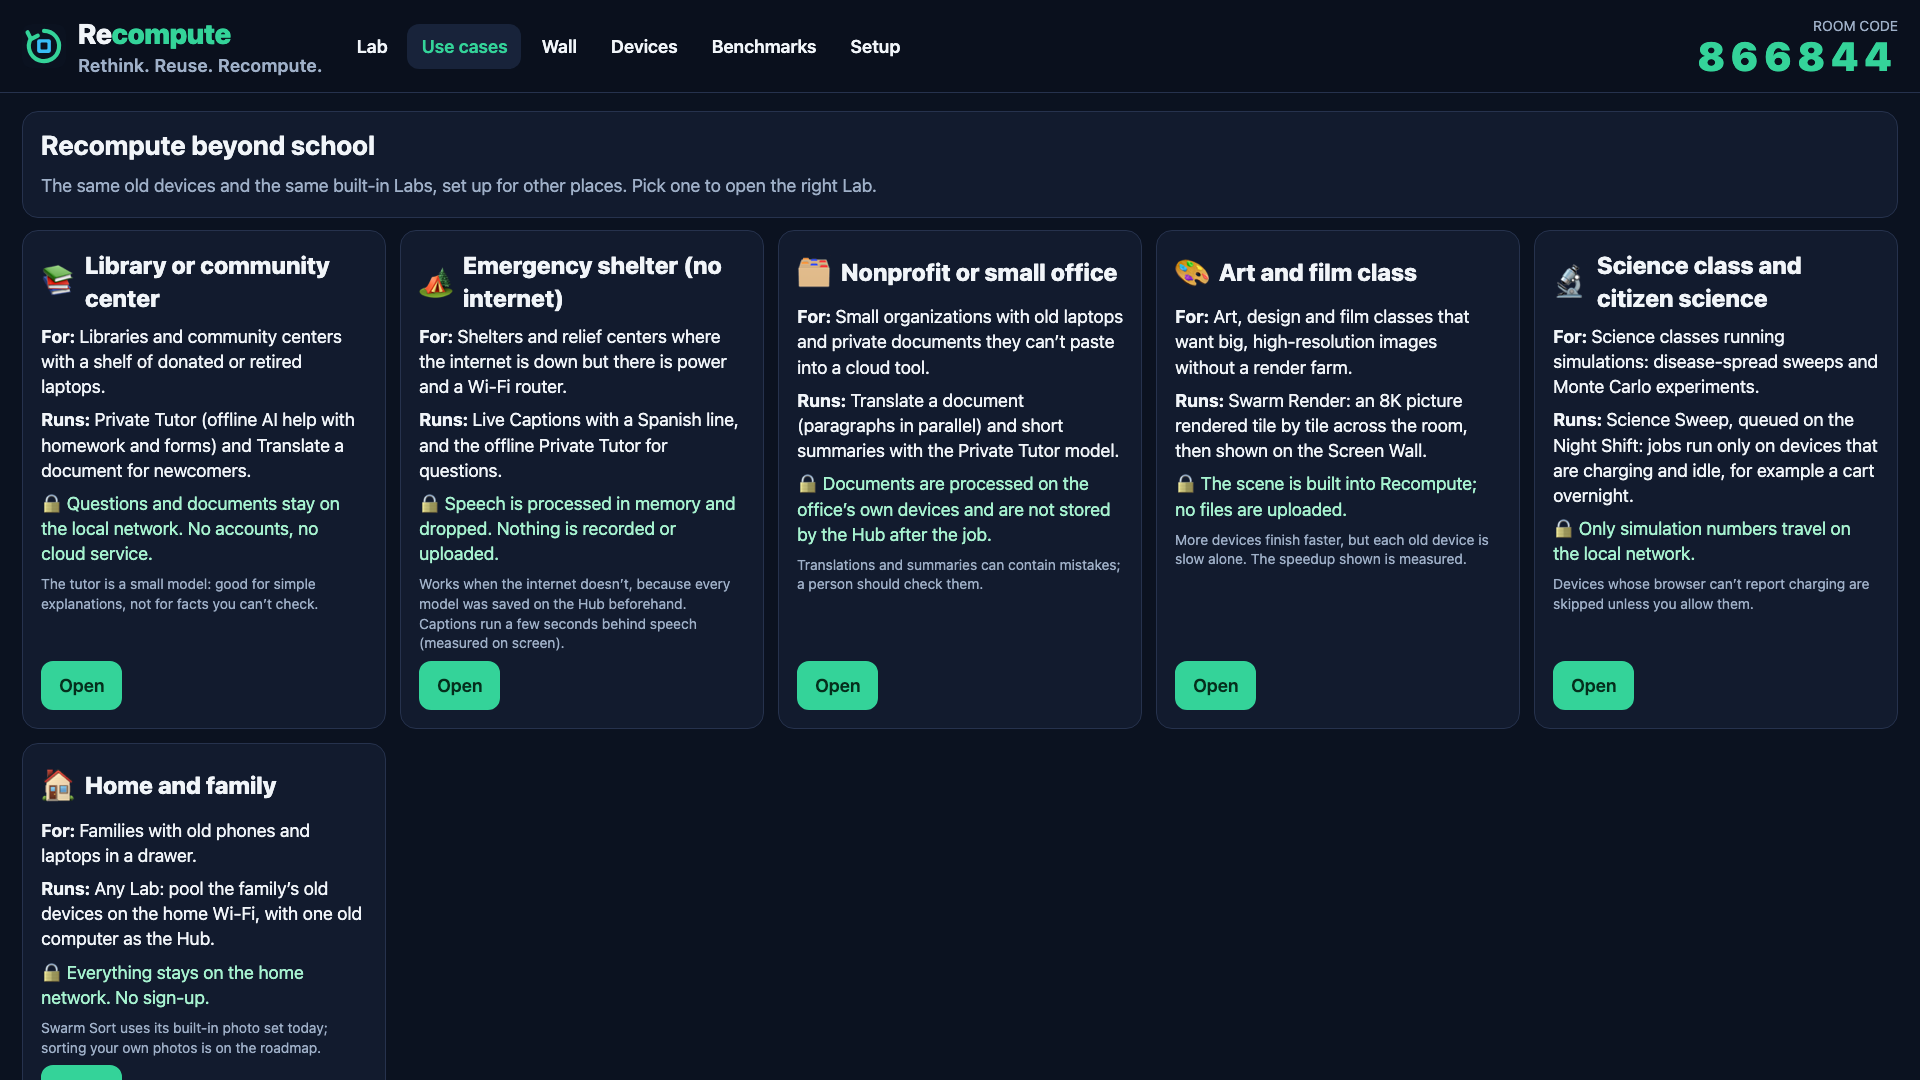 Recompute
Rethink. Reuse. Recompute.
Lab
Use cases
Wall
Devices
Benchmarks
Setup
ROOM CODE
866844
Recompute beyond school
The same old devices and the same built-in Labs, set up for other places. Pick one to open the right Lab.
Library or community
center
For: Libraries and community centers
with a shelf of donated or retired
laptops.
Runs: Private Tutor (offline AI help with
homework and forms) and Translate a
document for newcomers.
Questions and documents stay on
the local network. No accounts, no
cloud service.
The tutor is a small model: good for simple
explanations, not for facts you can’t check.
Open
Emergency shelter (no
internet)
For: Shelters and relief centers where
the internet is down but there is power
and a Wi-Fi router.
Runs: Live Captions with a Spanish line,
and the offline Private Tutor for
questions.
Speech is processed in memory and
dropped. Nothing is recorded or
uploaded.
Works when the internet doesn’t, because every
model was saved on the Hub beforehand.
Captions run a few seconds behind speech
(measured on screen).
Open
Nonprofit or small office
For: Small organizations with old laptops
and private documents they can’t paste
into a cloud tool.
Runs: Translate a document
(paragraphs in parallel) and short
summaries with the Private Tutor model.
Documents are processed on the
office’s own devices and are not stored
by the Hub after the job.
Translations and summaries can contain mistakes;
a person should check them.
Open
Art and film class
For: Art, design and film classes that
want big, high-resolution images
without a render farm.
Runs: Swarm Render: an 8K picture
rendered tile by tile across the room,
then shown on the Screen Wall.
The scene is built into Recompute;
no files are uploaded.
More devices finish faster, but each old device is
slow alone. The speedup shown is measured.
Open
Science class and
citizen science
For: Science classes running
simulations: disease-spread sweeps and
Monte Carlo experiments.
Runs: Science Sweep, queued on the
Night Shift: jobs run only on devices that
are charging and idle, for example a cart
overnight.
Only simulation numbers travel on
the local network.
Devices whose browser can’t report charging are
skipped unless you allow them.
Open
Home and family
For: Families with old phones and
laptops in a drawer.
Runs: Any Lab: pool the family’s old
devices on the home Wi-Fi, with one old
computer as the Hub.
Everything stays on the home
network. No sign-up.
Swarm Sort uses its built-in photo set today;
sorting your own photos is on the roadmap.